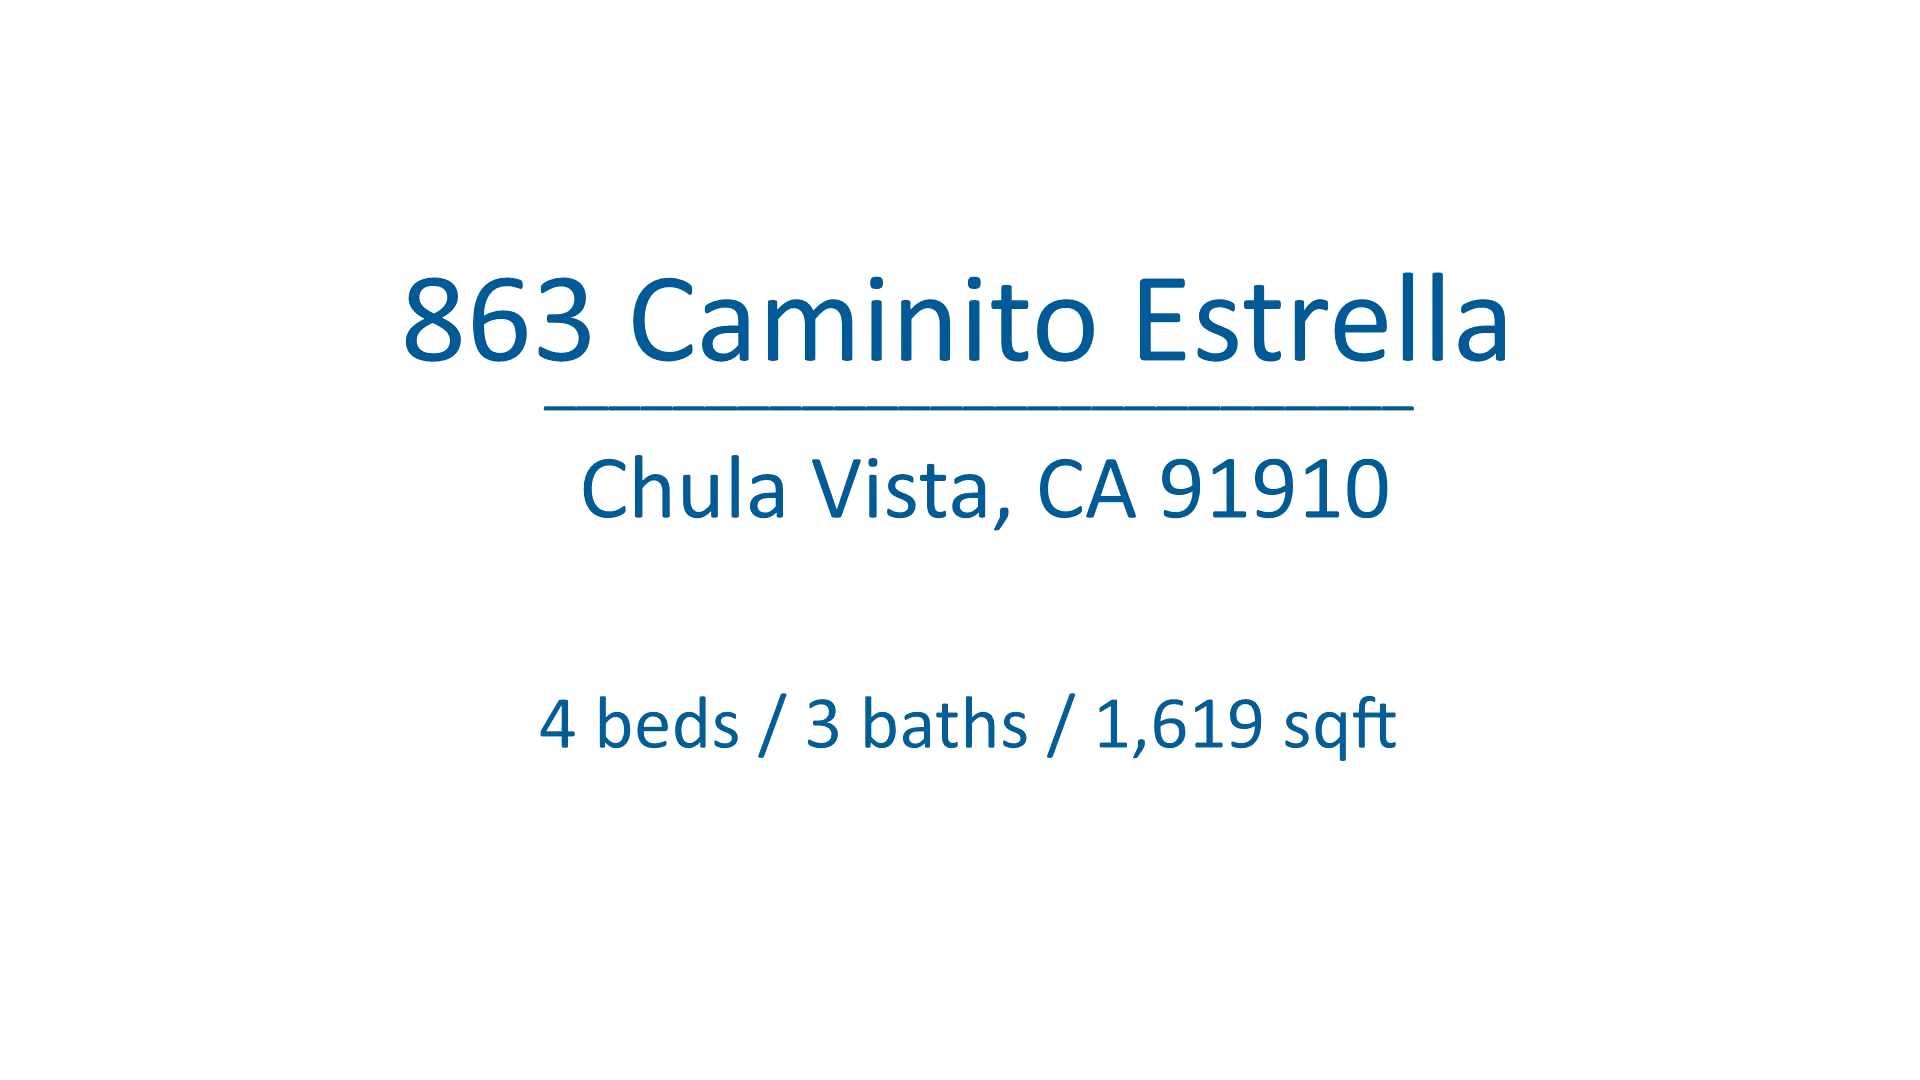 863 Caminito Estrella
Chula Vista, CA 91910
4 beds / 3 baths / 1,619 sqft